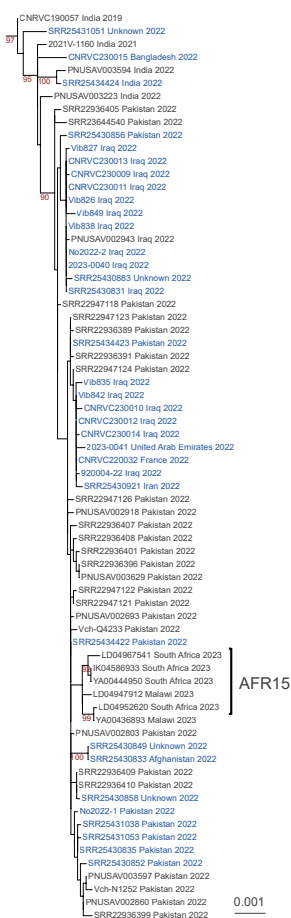 CNRVC190057 India 2019
97
SRR25431051 Unknown 2022
2021V-1160 India 2021
CNRVC230015 Bangladesh 2022
PNUSAV003594 India 2022
95
100
SRR25434424 India 2022
PNUSAV003223 India 2022
SRR22936405 Pakistan 2022
SRR23644540 Pakistan 2022
SRR25430856 Pakistan 2022
Vib827 Iraq 2022
CNRVC230013 Iraq 2022
CNRVC230009 Iraq 2022
CNRVC230011 Iraq 2022
90
Vib826 Iraq 2022
Vib849 Iraq 2022
Vib838 Iraq 2022
PNUSAV002943 Iraq 2022
No2022-2 Iraq 2022
2023-0040 Iraq 2022
SRR25430883 Unknown 2022
SRR25430831 Iraq 2022
SRR22947118 Pakistan 2022
SRR22947123 Pakistan 2022
SRR22936389 Pakistan 2022
SRR25434423 Pakistan 2022
SRR22936391 Pakistan 2022
SRR22947124 Pakistan 2022
Vib835 Iraq 2022
Vib842 Iraq 2022
CNRVC230010 Iraq 2022
CNRVC230012 Iraq 2022
CNRVC230014 Iraq 2022
2023-0041 United Arab Emirates 2022
CNRVC220032 France 2022
920004-22 Iraq 2022
SRR25430921 Iran 2022
SRR22947126 Pakistan 2022
PNUSAV002918 Pakistan 2022
SRR22936407 Pakistan 2022
SRR22936408 Pakistan 2022
SRR22936401 Pakistan 2022
SRR22936396 Pakistan 2022
PNUSAV003629 Pakistan 2022
SRR22947122 Pakistan 2022
SRR22947121 Pakistan 2022
PNUSAV002693 Pakistan 2022
Vch-Q4233 Pakistan 2022
SRR25434422 Pakistan 2022
LD04967541 South Africa 2023
IK04586933 South Africa 2023
YA00444950 South Africa 2023
AFR15
LD04947912 Malawi 2023
LD04952620 South Africa 2023
99
YA00436893 Malawi 2023
PNUSAV002803 Pakistan 2022
SRR25430849 Unknown 2022
100
SRR25430833 Afghanistan 2022
SRR22936409 Pakistan 2022
SRR22936410 Pakistan 2022
SRR25430858 Unknown 2022
No2022-1 Pakistan 2022
SRR25431038 Pakistan 2022
SRR25431053 Pakistan 2022
SRR25430835 Pakistan 2022
SRR25430852 Pakistan 2022
PNUSAV003597 Pakistan 2022
Vch-N1252 Pakistan 2022
PNUSAV002860 Pakistan 2022
0.001
SRR22936399 Pakistan 2022